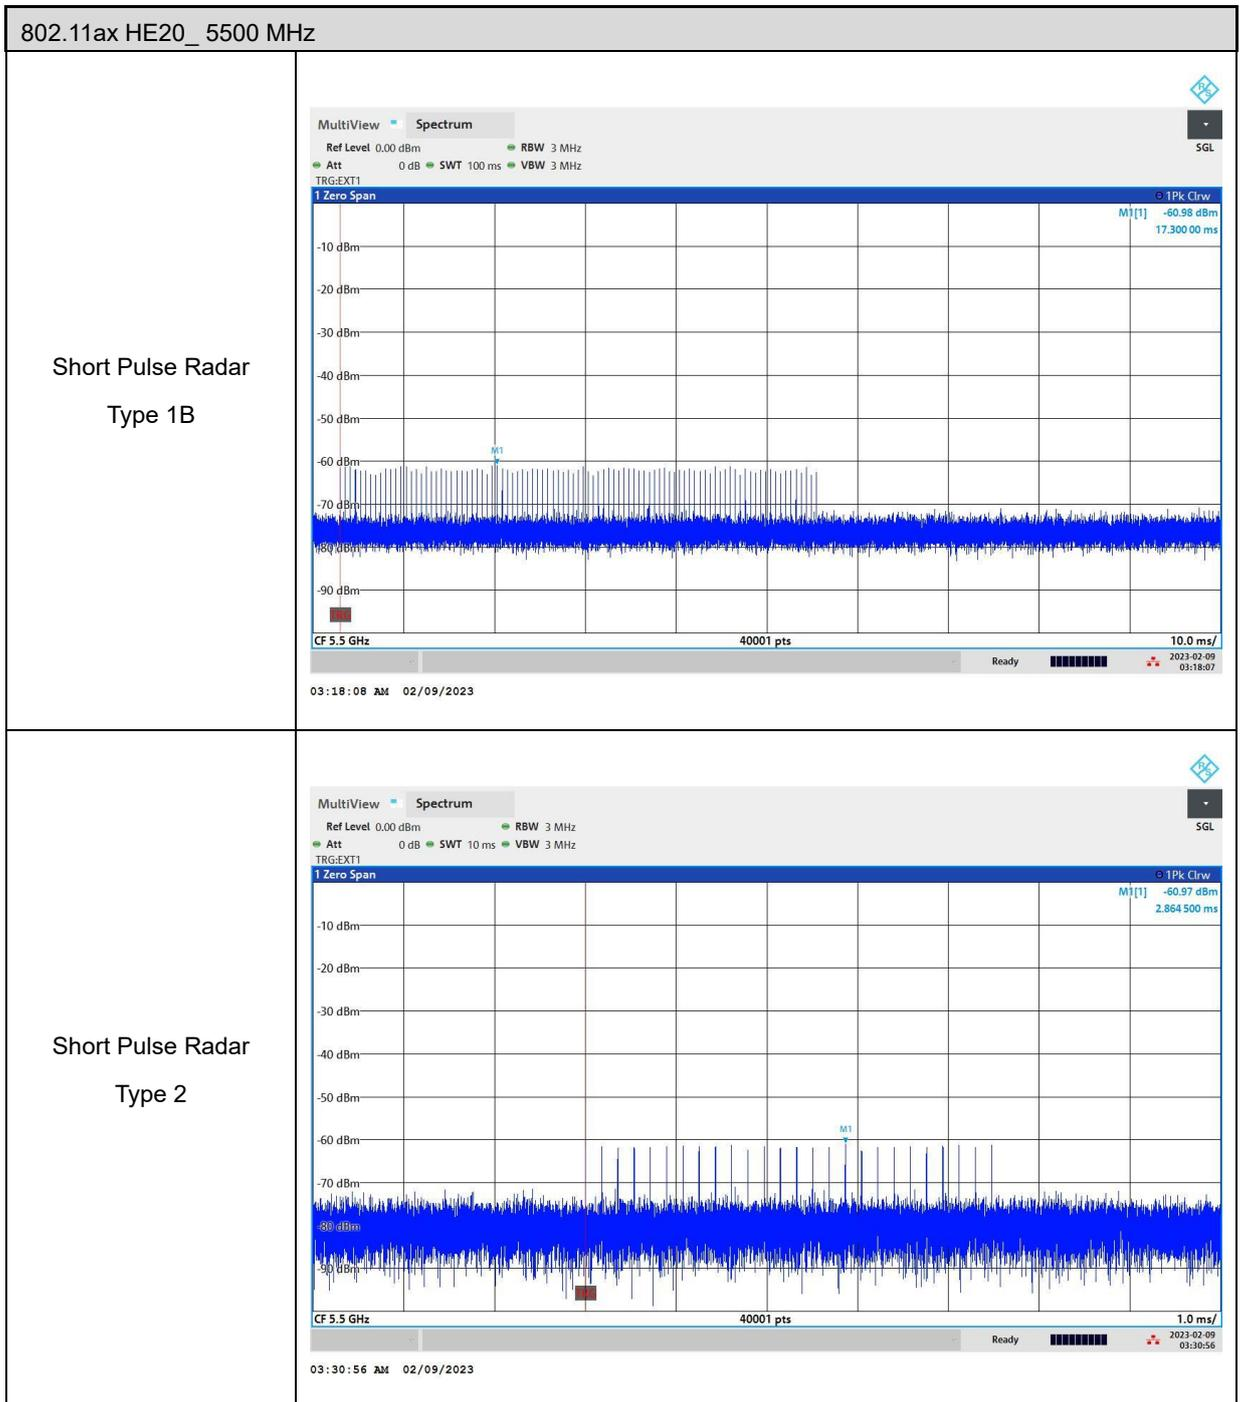 802.11ax HE20_ 5500 MHz
Short Pulse Radar
Type 1B
R
S
MultiView
Spectrum
Ref Level 0.00 dBm
RBW 3 MHz
SGL
Att 0 dB SWT 100 ms VBW 3 MHz
TRG:EXT1
1 Zero Span
1Pk Clrw
M1[1] -60.98 dBm
17.300 00 ms
-10 dBm
-20 dBm
-30 dBm
-40 dBm
-50 dBm
M1
-60 dBm
-70 dBm
-80 dBm
-90 dBm
TRG
CF 5.5 GHz
40001 pts
10.0 ms/
Ready
2023-02-09
03:18:07
03:18:08 AM 02/09/2023
Short Pulse Radar
Type 2
R
S
MultiView
Spectrum
Ref Level 0.00 dBm
RBW 3 MHz
SGL
Att 0 dB SWT 10 ms VBW 3 MHz
TRG:EXT1
1 Zero Span
1Pk Clrw
M1[1] -60.97 dBm
2.864 500 ms
-10 dBm
-20 dBm
-30 dBm
-40 dBm
-50 dBm
M1
-60 dBm
-70 dBm
-80 dBm
-90 dBm
TRG
CF 5.5 GHz
40001 pts
1.0 ms/
Ready
2023-02-09
03:30:56
03:30:56 AM 02/09/2023